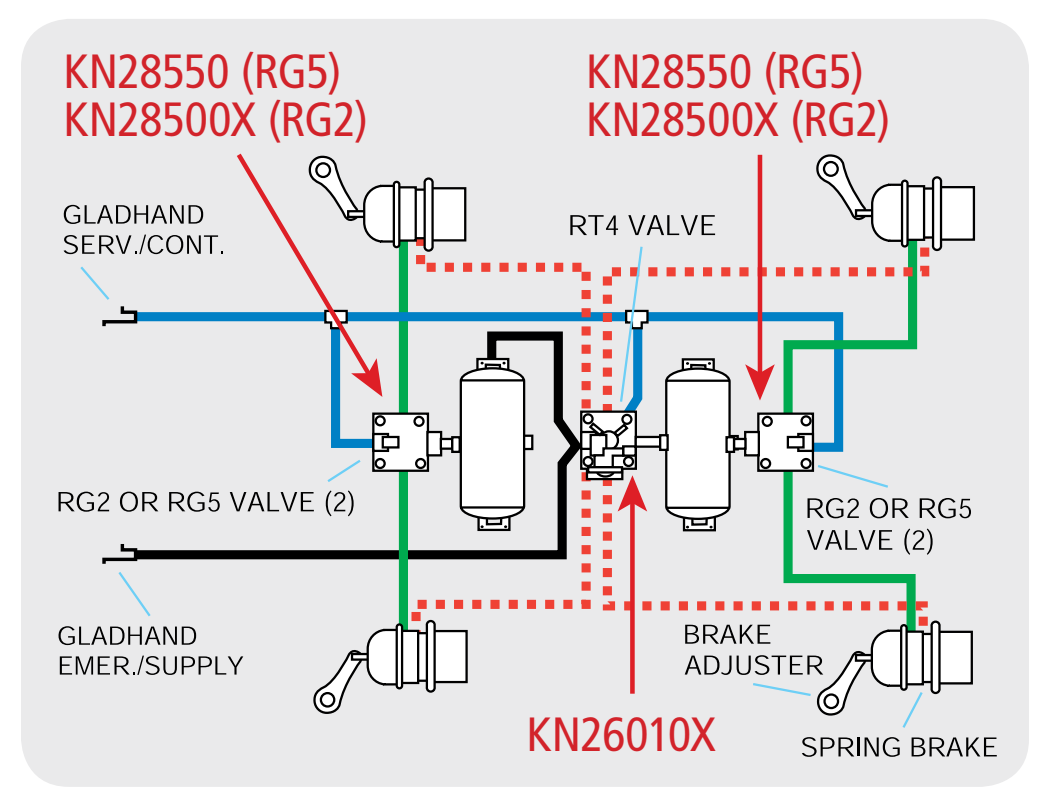 KN28550 (RG5)
KN28500X (RG2)
KN28550 (RG5)
KN28500X (RG2)
GLADHAND
SERV./CONT.
RT4 VALVE
RG2 OR RG5 VALVE (2)
RG2 OR RG5
VALVE (2)
GLADHAND
EMER./SUPPLY
BRAKE
ADJUSTER
KN26010X
SPRING BRAKE